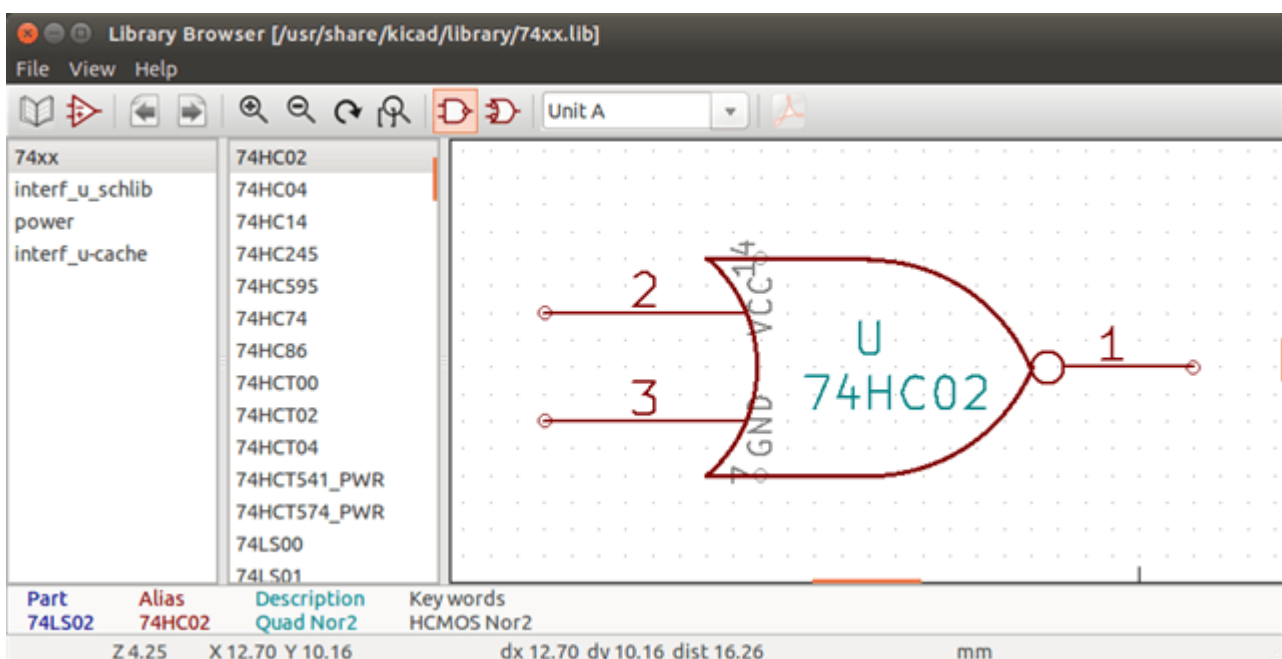 Library Browser [/usr/share/kicad/library/74xx.lib]
File View Help
Unit A
74xx
interf_u_schlib
power
interf_u-cache
74HC02
74HC04
74HC14
74HC245
74HC595
74HC74
74HC86
74HCT00
74HCT02
74HCT04
74HCT541_PWR
74HCT574_PWR
74LS00
74LS01
14
VCC
2
3
U
74HC02
1
GND
7
Part Alias Description Key words
74LS02 74HC02 Quad Nor2 HCMOS Nor2
Z 4.25 X 12.70 Y 10.16 dx 12.70 dy 10.16 dist 16.26 mm